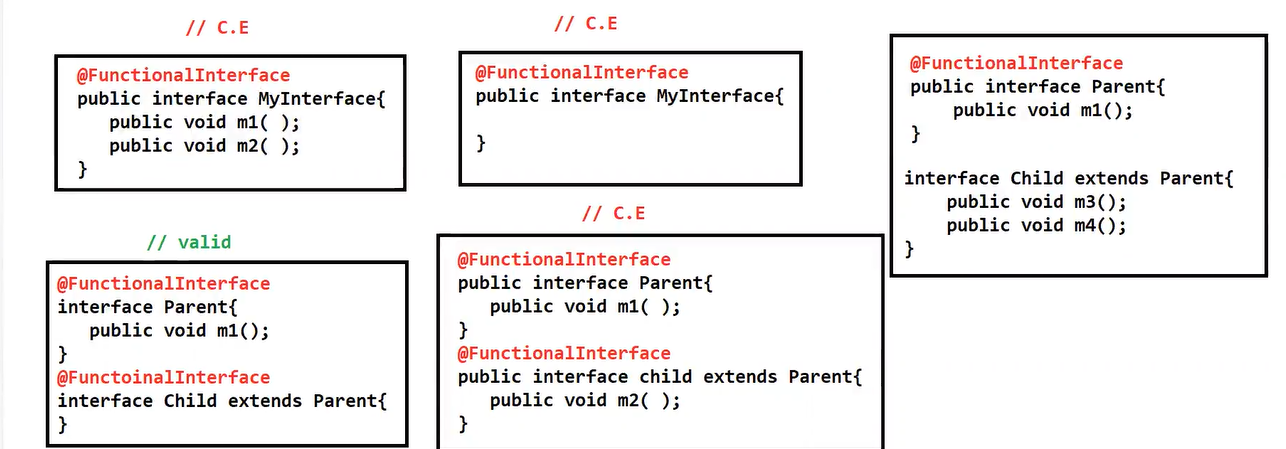 // C.E
@FunctionalInterface
public interface MyInterface{
public void m1( );
public void m2( );
}
// C.E
@FunctionalInterface
public interface MyInterface{
}
@FunctionalInterface
public interface Parent{
public void m1();
}
interface Child extends Parent{
public void m3();
public void m4();
}
// valid
@FunctionalInterface
interface Parent{
public void m1();
}
@FunctoinalInterface
interface Child extends Parent{
}
// C.E
@FunctionalInterface
public interface Parent{
public void m1( );
}
@FunctionalInterface
public interface child extends Parent{
public void m2( );
}